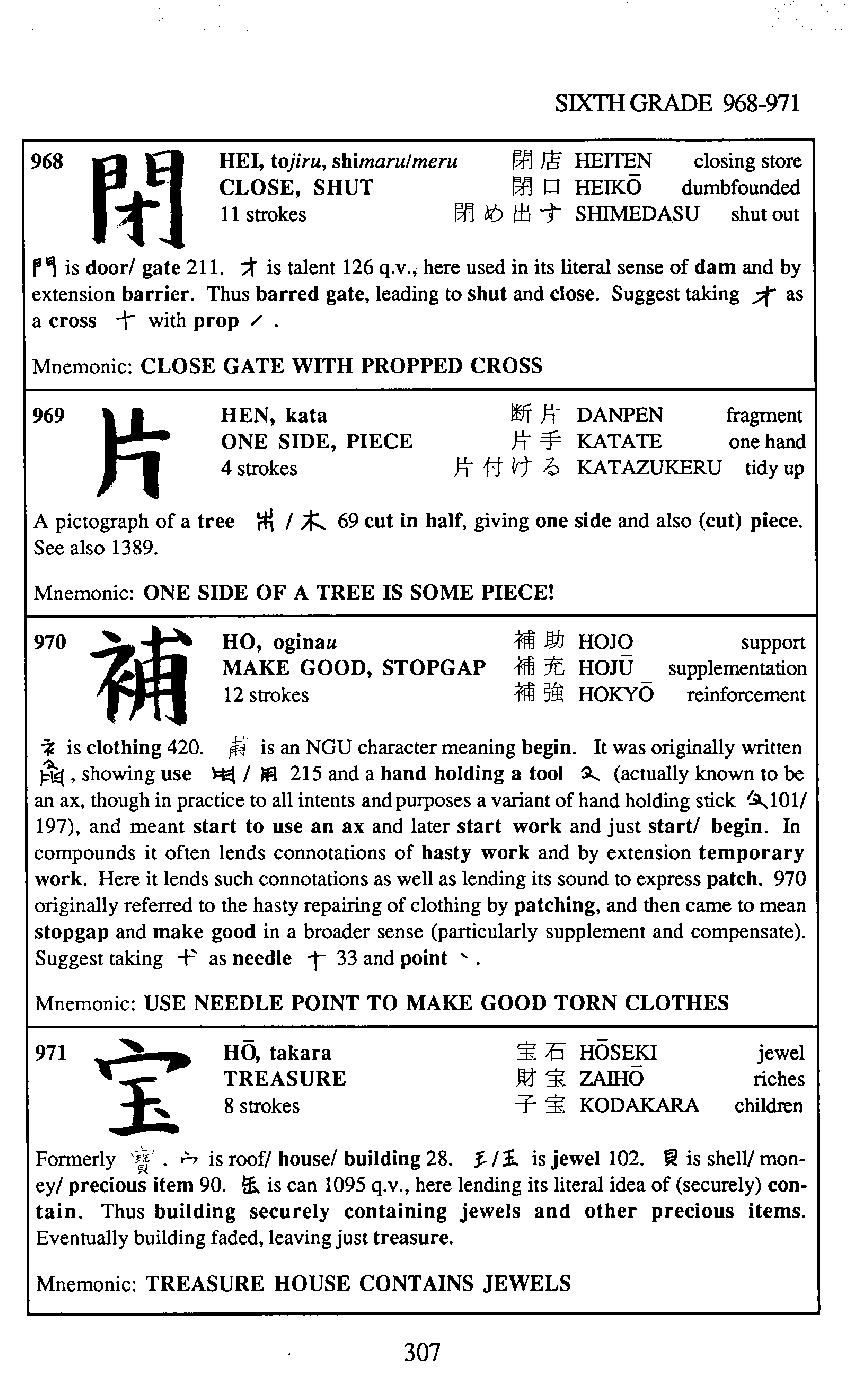 SIXTH GRADE 968-971
968 閉 HEI, tojiru, shimaru/meru 閉店 HEITEN closing store
CLOSE, SHUT 閉口 HEIKŌ dumbfounded
11 strokes 閉め出す SHIMEDASU shut out
門 is door/ gate 211. 才 is talent 126 q.v., here used in its literal sense of dam and by
extension barrier. Thus barred gate, leading to shut and close. Suggest taking 才 as
a cross 十 with prop ノ .
Mnemonic: CLOSE GATE WITH PROPPED CROSS
969 片 HEN, kata 断片 DANPEN fragment
ONE SIDE, PIECE 片手 KATATE one hand
4 strokes 片付ける KATAZUKERU tidy up
A pictograph of a tree / 木 69 cut in half, giving one side and also (cut) piece.
See also 1389.
Mnemonic: ONE SIDE OF A TREE IS SOME PIECE!
970 補 HO, oginau 補助 HOJO support
MAKE GOOD, STOPGAP 補充 HOJŪ supplementation
12 strokes 補強 HOKYŌ reinforcement
衤 is clothing 420. 甫 is an NGU character meaning begin. It was originally written
, showing use / 用 215 and a hand holding a tool (actually known to be
an ax, though in practice to all intents and purposes a variant of hand holding stick 101/
197), and meant start to use an ax and later start work and just start/ begin. In
compounds it often lends connotations of hasty work and by extension temporary
work. Here it lends such connotations as well as lending its sound to express patch. 970
originally referred to the hasty repairing of clothing by patching, and then came to mean
stopgap and make good in a broader sense (particularly supplement and compensate).
Suggest taking as needle 十 33 and point 丶 .
Mnemonic: USE NEEDLE POINT TO MAKE GOOD TORN CLOTHES
971 宝 HŌ, takara 宝石 HŌSEKI jewel
TREASURE 財宝 ZAIHŌ riches
8 strokes 子宝 KODAKARA children
Formerly 寶 . 宀 is roof/ house/ building 28. 王/玉 is jewel 102. 貝 is shell/ mon-
ey/ precious item 90. 缶 is can 1095 q.v., here lending its literal idea of (securely) con-
tain. Thus building securely containing jewels and other precious items.
Eventually building faded, leaving just treasure.
Mnemonic: TREASURE HOUSE CONTAINS JEWELS
307